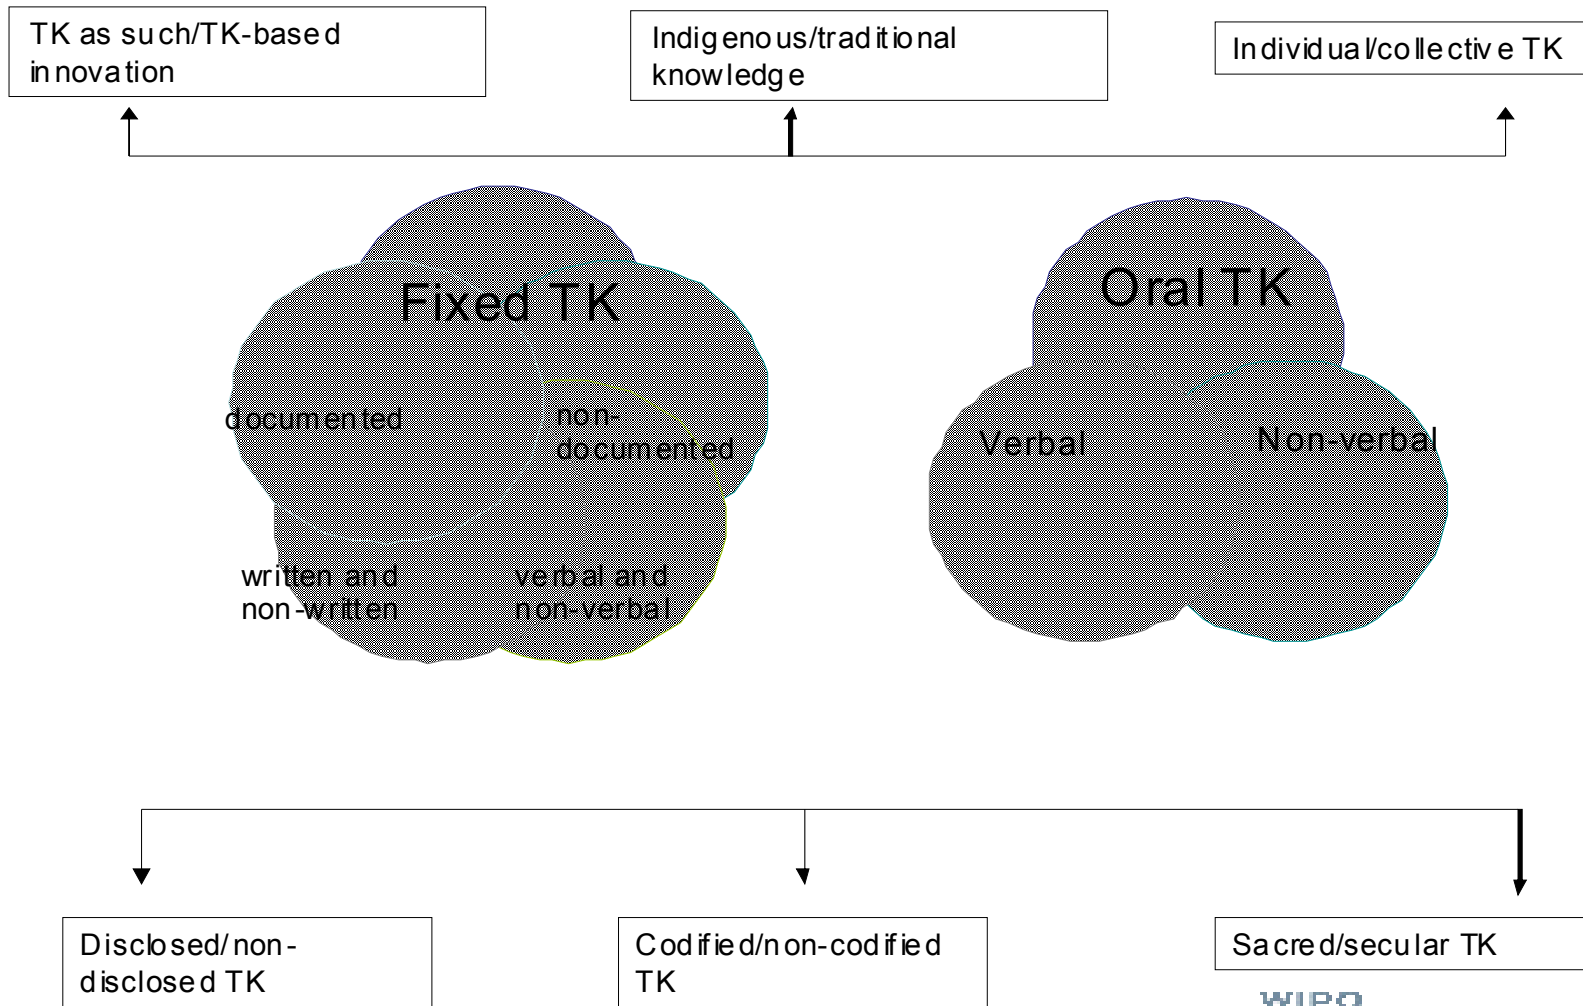 TK as such/TK-based
innovation
Indigenous/traditional
knowledge
Individual/collective TK
Fixed TK
Oral TK
documented
non-
documented
Verbal
Non-verbal
written and
non-written
verbal and
non-verbal
Disclosed/non-
disclosed TK
Codified/non-codified
TK
Sacred/secular TK
WIPO